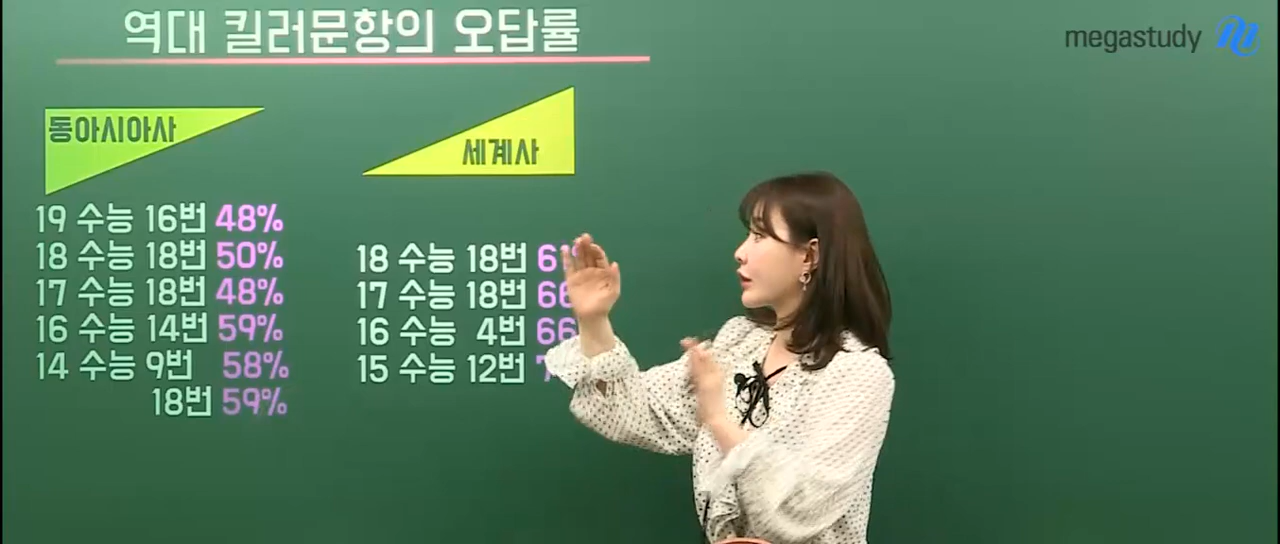 역대 킬러문항의 오답률
megastudy
동아시아사
19 수능 16번 48%
18 수능 18번 50%
17 수능 18번 48%
16 수능 14번 59%
14 수능 9번 58%
18번 59%
세계사
18 수능 18번
17 수능 18번 66
16 수능 4번 66
15 수능 12번